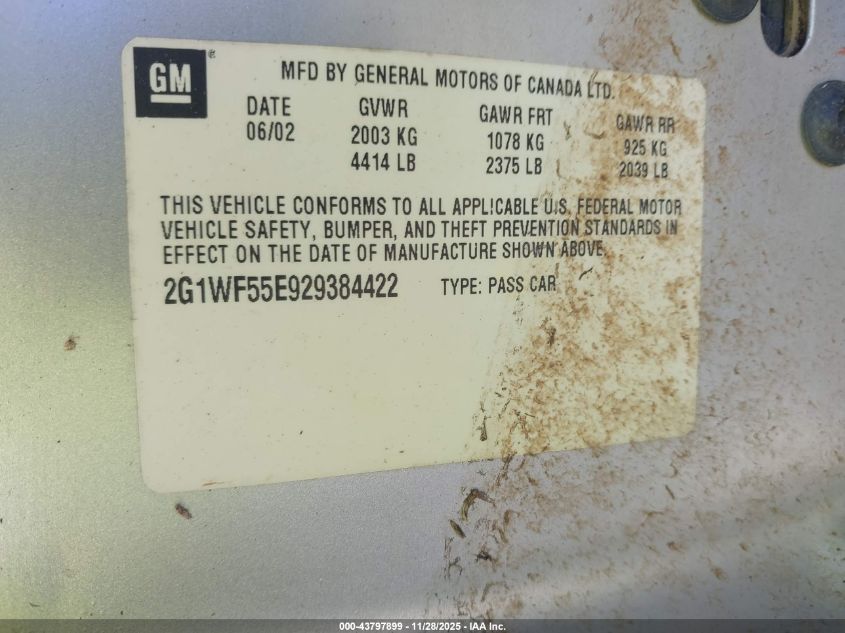 GM®
MFD BY GENERAL MOTORS OF CANADA LTD.
DATE GVWR GAWR FRT GAWR RR
06/02 2003 KG 1078 KG 925 KG
4414 LB 2375 LB 2039 LB
THIS VEHICLE CONFORMS TO ALL APPLICABLE U.S. FEDERAL MOTOR
VEHICLE SAFETY, BUMPER, AND THEFT PREVENTION STANDARDS IN
EFFECT ON THE DATE OF MANUFACTURE SHOWN ABOVE.
2G1WF55E929384422 TYPE: PASS CAR
000-43797899 - 11/28/2025 - IAA Inc.